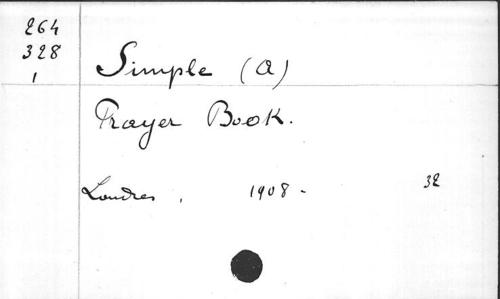 264
328
1
Simple (a)
Prayer Book.
Londres, 1908 - 32